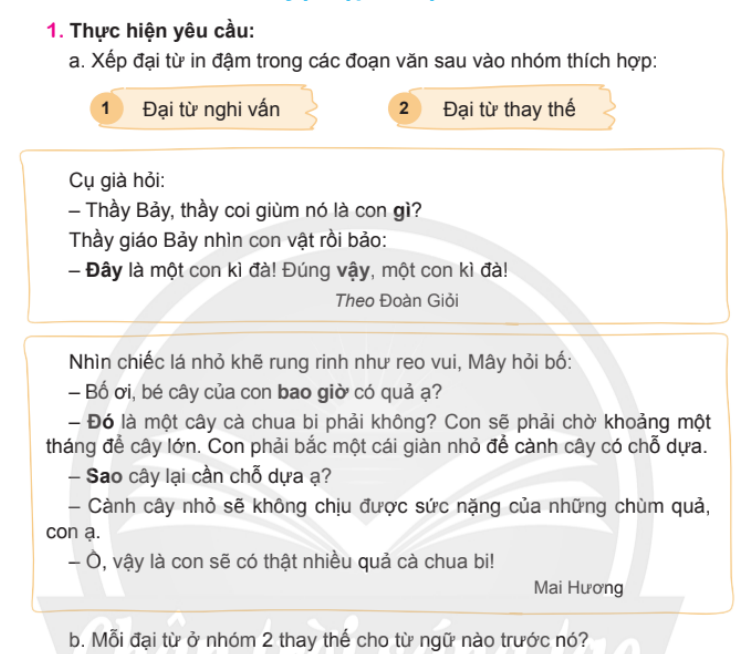 1. Thực hiện yêu cầu:
a. Xếp đại từ in đậm trong các đoạn văn sau vào nhóm thích hợp:
1 Đại từ nghi vấn 2 Đại từ thay thế
Cụ già hỏi:
– Thầy Bảy, thầy coi giùm nó là con gì?
Thầy giáo Bảy nhìn con vật rồi bảo:
– Đây là một con kì đà! Đúng vậy, một con kì đà!
Theo Đoàn Giỏi
Nhìn chiếc lá nhỏ khẽ rung rinh như reo vui, Mây hỏi bố:
– Bố ơi, bé cây của con bao giờ có quả ạ?
– Đó là một cây cà chua bi phải không? Con sẽ phải chờ khoảng một
tháng để cây lớn. Con phải bắc một cái giàn nhỏ để cành cây có chỗ dựa.
– Sao cây lại cần chỗ dựa ạ?
– Cành cây nhỏ sẽ không chịu được sức nặng của những chùm quả,
con ạ.
– Ồ, vậy là con sẽ có thật nhiều quả cà chua bi!
Mai Hương
b. Mỗi đại từ ở nhóm 2 thay thế cho từ ngữ nào trước nó?